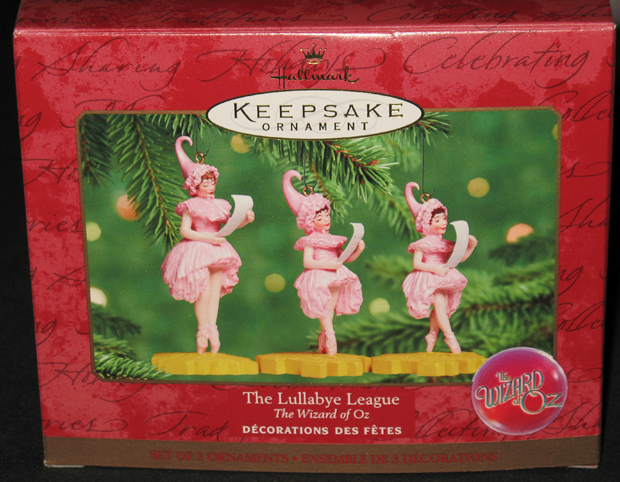 Sharing
Holidays
Celebrating
Hallmark
KEEPSAKE
ORNAMENT
The Lullabye League
The Wizard of Oz
DÉCORATIONS DES FÊTES
The
WIZARD
of OZ
SET OF 3 ORNAMENTS • ENSEMBLE DE 3 DÉCORATIONS